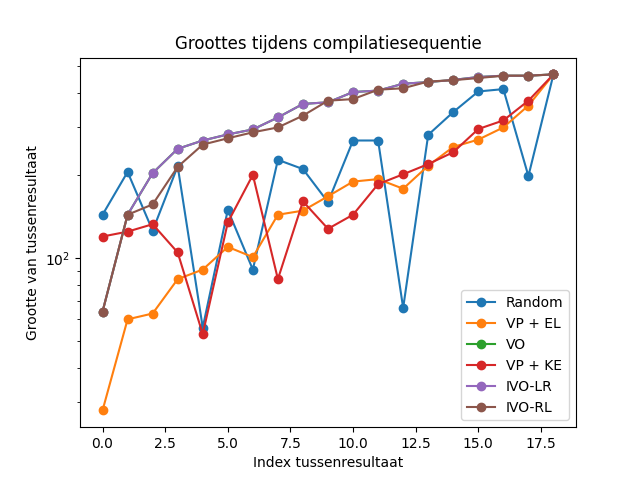 Groottes tijdens compilatiesequentie
Grootte van tussenresultaat
10²
0.0 2.5 5.0 7.5 10.0 12.5 15.0 17.5
Index tussenresultaat
Random
VP + EL
VO
VP + KE
IVO-LR
IVO-RL